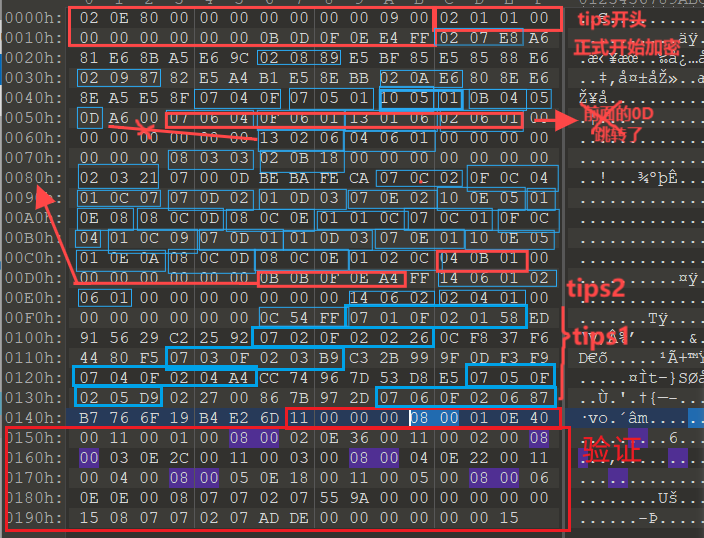 0000h: 02 0E 80 00 00 00 00 00 00 00 09 00 02 01 01 00 tips开头
0010h: 00 00 00 00 00 00 0B 0D 0F 0E E4 FF 02 07 E8 A6 正式开始加密
0020h: 81 E6 8B A5 E6 9C 02 08 89 E5 BF 85 E5 85 88 E6
0030h: 02 09 87 82 E5 A4 B1 E5 8E BB 02 0A E6 80 8E E6
0040h: 8E A5 E5 8F 07 04 0F 07 05 01 10 05 01 0B 04 05
0050h: 0D A6 00 07 06 04 0F 06 01 13 01 06 02 06 01 00 前面的0D
跳转了
0060h: 00 00 00 00 00 00 13 02 06 04 06 01 00 00 00 00
0070h: 00 00 00 08 03 03 02 0B 18 00 00 00 00 00 00 00
0080h: 02 03 21 07 00 0D BE BA FE CA 07 0C 02 0F 0C 04
0090h: 01 0C 07 07 0D 02 01 0D 03 07 0E 02 10 0E 05 01
00A0h: 0E 08 08 0C 0D 08 0C 0E 01 01 0C 07 0C 01 0F 0C
00B0h: 04 01 0C 09 07 0D 01 01 0D 03 07 0E 01 10 0E 05
00C0h: 01 0E 0A 08 0C 0D 08 0C 0E 01 02 0C 04 0B 01 00
00D0h: 00 00 00 00 00 00 0B 0B 0F 0E A4 FF 14 06 01 02
00E0h: 06 01 00 00 00 00 00 00 00 14 06 02 02 04 01 00 tips2
00F0h: 00 00 00 00 00 00 0C 54 FF 07 01 0F 02 01 58 ED
0100h: 91 56 29 C2 25 92 07 02 0F 02 02 26 0C F8 37 F6 tips1
0110h: 44 80 F5 07 03 0F 02 03 B9 C3 2B 99 9F 0D F3 F9
0120h: 07 04 0F 02 04 A4 CC 74 96 7D 53 D8 E5 07 05 0F
0130h: 02 05 D9 02 27 00 86 7B 97 2D 07 06 0F 02 06 87
0140h: B7 76 6F 19 B4 E2 6D 11 00 00 00 08 00 01 0E 40
0150h: 00 11 00 01 00 08 00 02 0E 36 00 11 00 02 00 08 验证
0160h: 00 03 0E 2C 00 11 00 03 00 08 00 04 0E 22 00 11
0170h: 00 04 00 08 00 05 0E 18 00 11 00 05 00 08 00 06
0180h: 0E 0E 00 08 07 07 02 07 55 9A 00 00 00 00 00 00
0190h: 15 08 07 07 02 07 AD DE 00 00 00 00 00 00 15